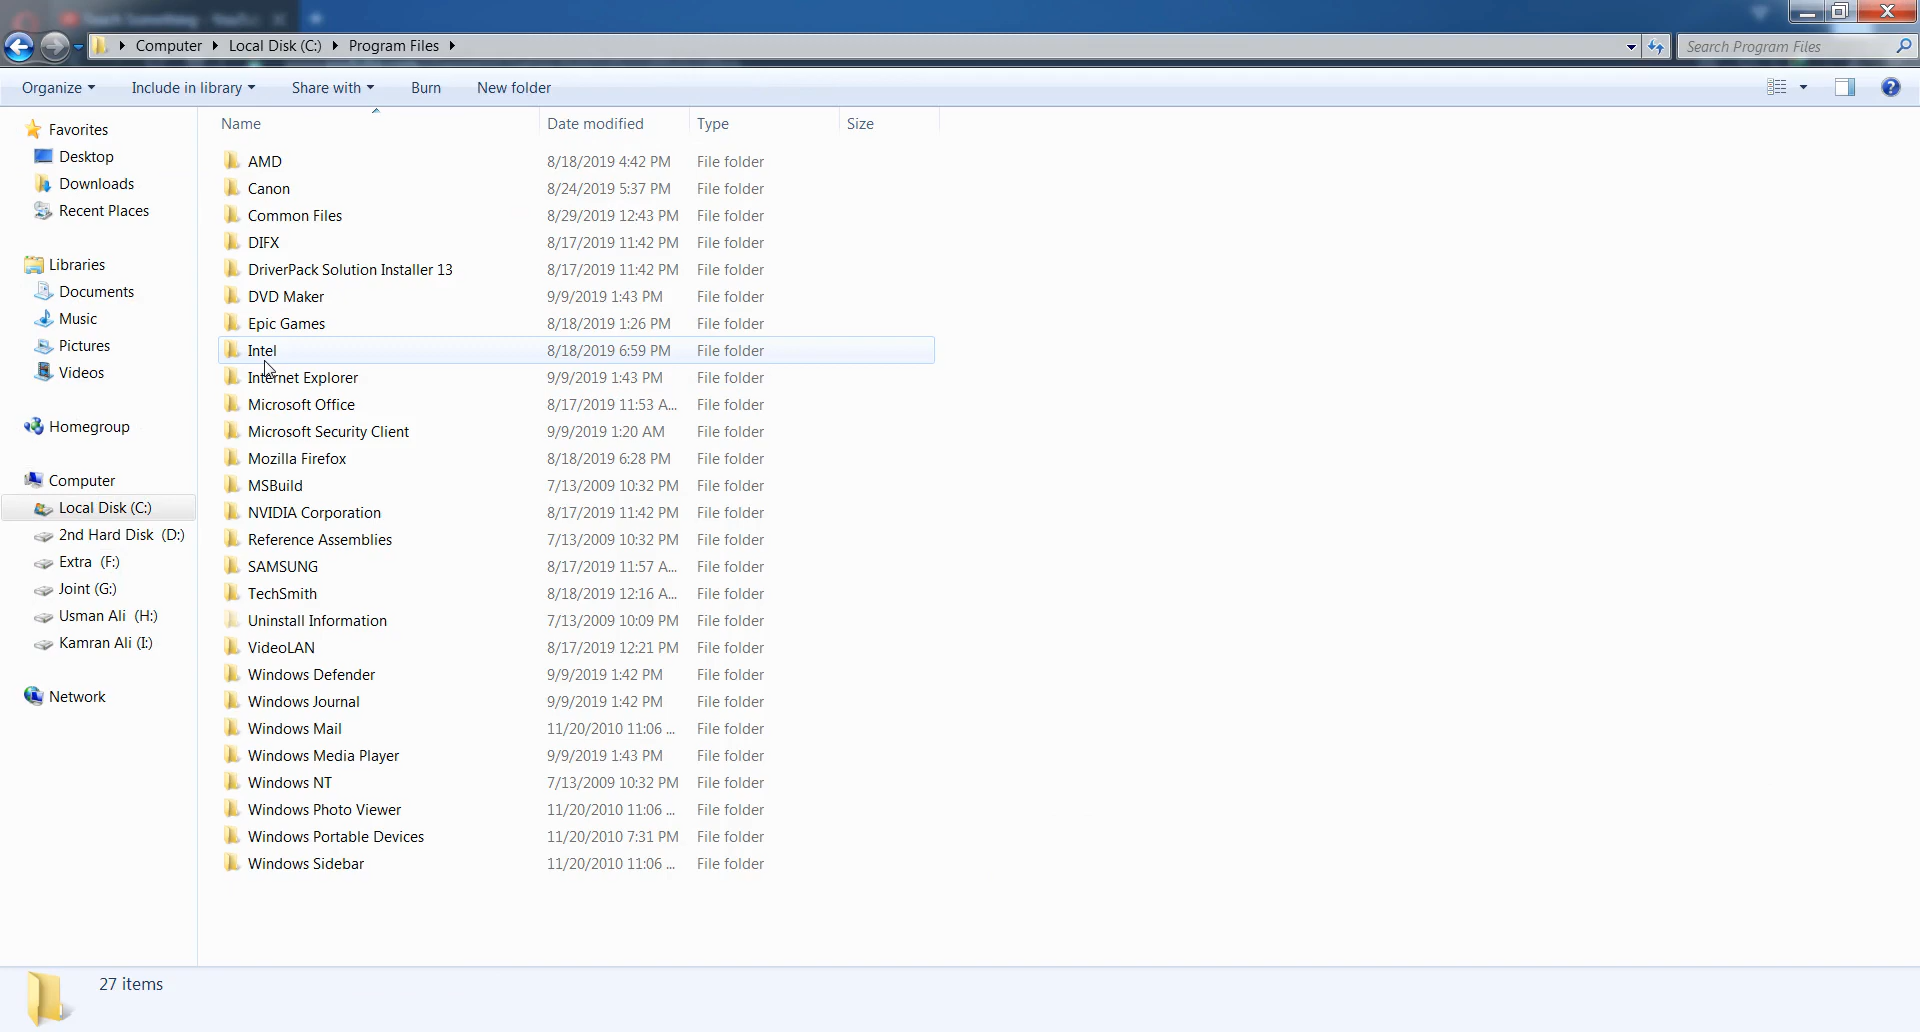 Computer Local Disk (C:) Program Files
Search Program Files
Organize Include in library Share with Burn New folder
Favorites
Desktop
Downloads
Recent Places
Libraries
Documents
Music
Pictures
Videos
Homegroup
Computer
Local Disk (C:)
2nd Hard Disk (D:)
Extra (F:)
Joint (G:)
Usman Ali (H:)
Kamran Ali (I:)
Network
Name Date modified Type Size
AMD 8/18/2019 4:42 PM File folder
Canon 8/24/2019 5:37 PM File folder
Common Files 8/29/2019 12:43 PM File folder
DIFX 8/17/2019 11:42 PM File folder
DriverPack Solution Installer 13 8/17/2019 11:42 PM File folder
DVD Maker 9/9/2019 1:43 PM File folder
Epic Games 8/18/2019 1:26 PM File folder
Intel 8/18/2019 6:59 PM File folder
Internet Explorer 9/9/2019 1:43 PM File folder
Microsoft Office 8/17/2019 11:53 A... File folder
Microsoft Security Client 9/9/2019 1:20 AM File folder
Mozilla Firefox 8/18/2019 6:28 PM File folder
MSBuild 7/13/2009 10:32 PM File folder
NVIDIA Corporation 8/17/2019 11:42 PM File folder
Reference Assemblies 7/13/2009 10:32 PM File folder
SAMSUNG 8/17/2019 11:57 A... File folder
TechSmith 8/18/2019 12:16 A... File folder
Uninstall Information 7/13/2009 10:09 PM File folder
VideoLAN 8/17/2019 12:21 PM File folder
Windows Defender 9/9/2019 1:42 PM File folder
Windows Journal 9/9/2019 1:42 PM File folder
Windows Mail 11/20/2010 11:06 ... File folder
Windows Media Player 9/9/2019 1:43 PM File folder
Windows NT 7/13/2009 10:32 PM File folder
Windows Photo Viewer 11/20/2010 11:06 ... File folder
Windows Portable Devices 11/20/2010 7:31 PM File folder
Windows Sidebar 11/20/2010 11:06 ... File folder
27 items